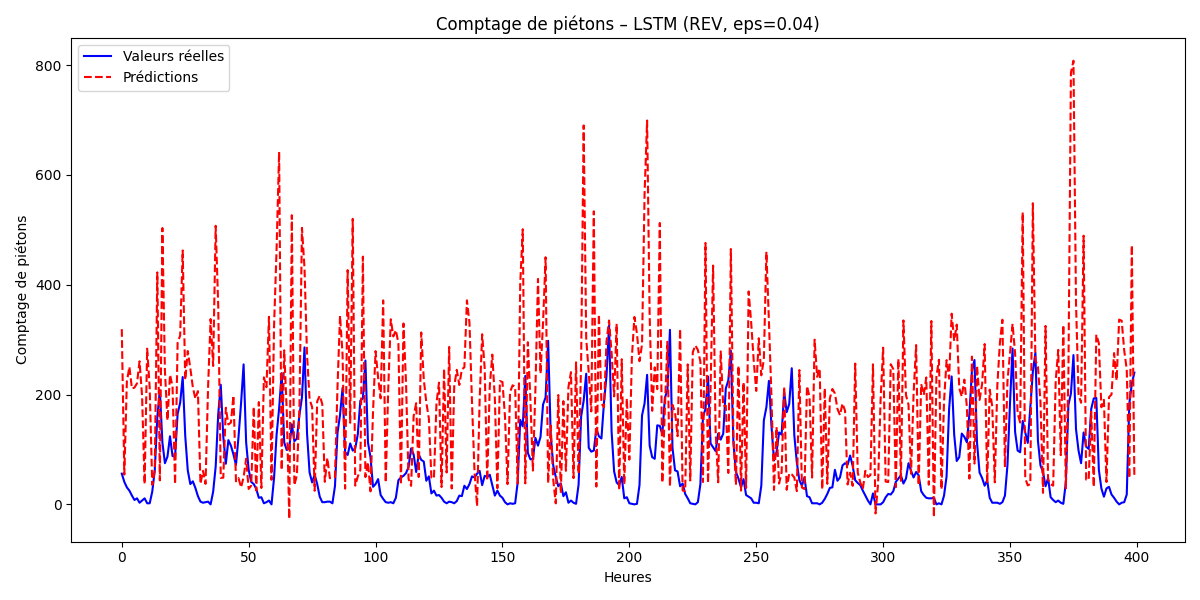 Comptage de piétons – LSTM (REV, eps=0.04)
Valeurs réelles
Prédictions
Comptage de piétons
800
600
400
200
0
0 50 100 150 200 250 300 350 400
Heures